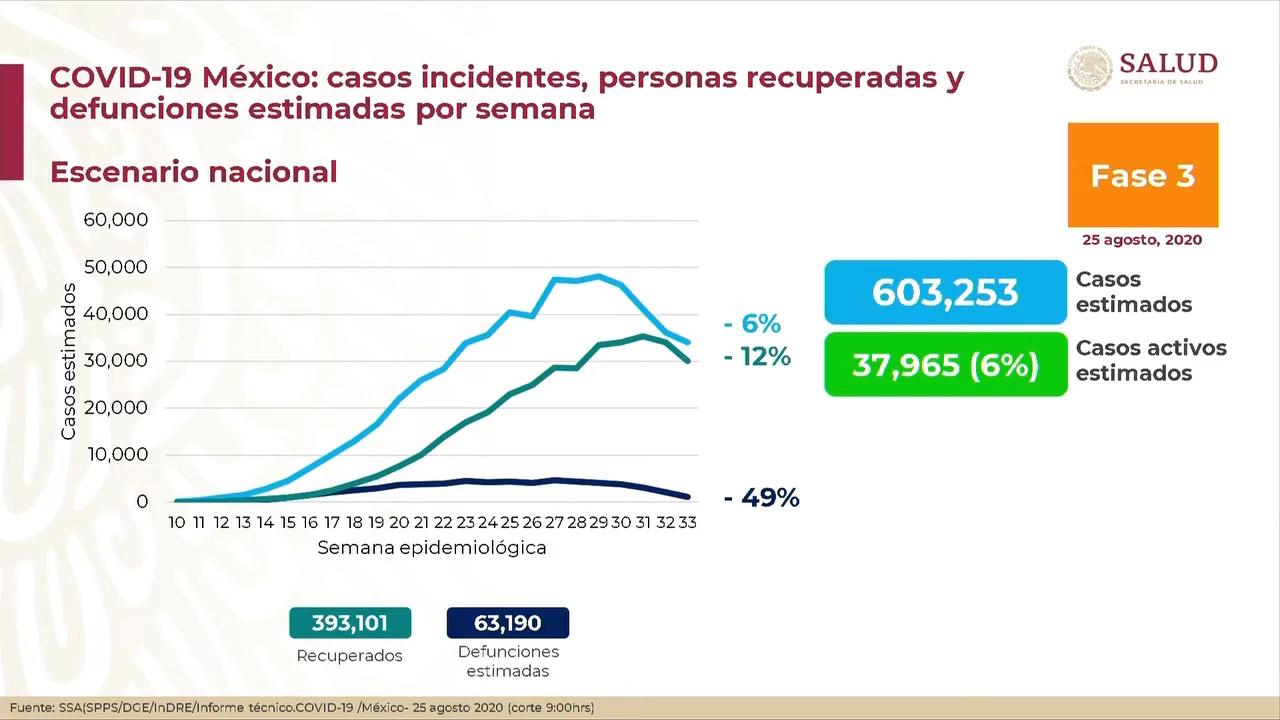 COVID-19 México: casos incidentes, personas recuperadas y
defunciones estimadas por semana
SALUD
SECRETARÍA DE SALUD
Escenario nacional
Fase 3
25 agosto, 2020
60,000
50,000
40,000
30,000
20,000
10,000
0
Casos estimados
10 11 12 13 14 15 16 17 18 19 20 21 22 23 24 25 26 27 28 29 30 31 32 33
Semana epidemiológica
- 6%
- 12%
- 49%
603,253
Casos
estimados
37,965 (6%)
Casos activos
estimados
393,101
Recuperados
63,190
Defunciones
estimadas
Fuente: SSA(SPPS/DGE/InDRE/Informe técnico.COVID-19 /México- 25 agosto 2020 (corte 9:00hrs)